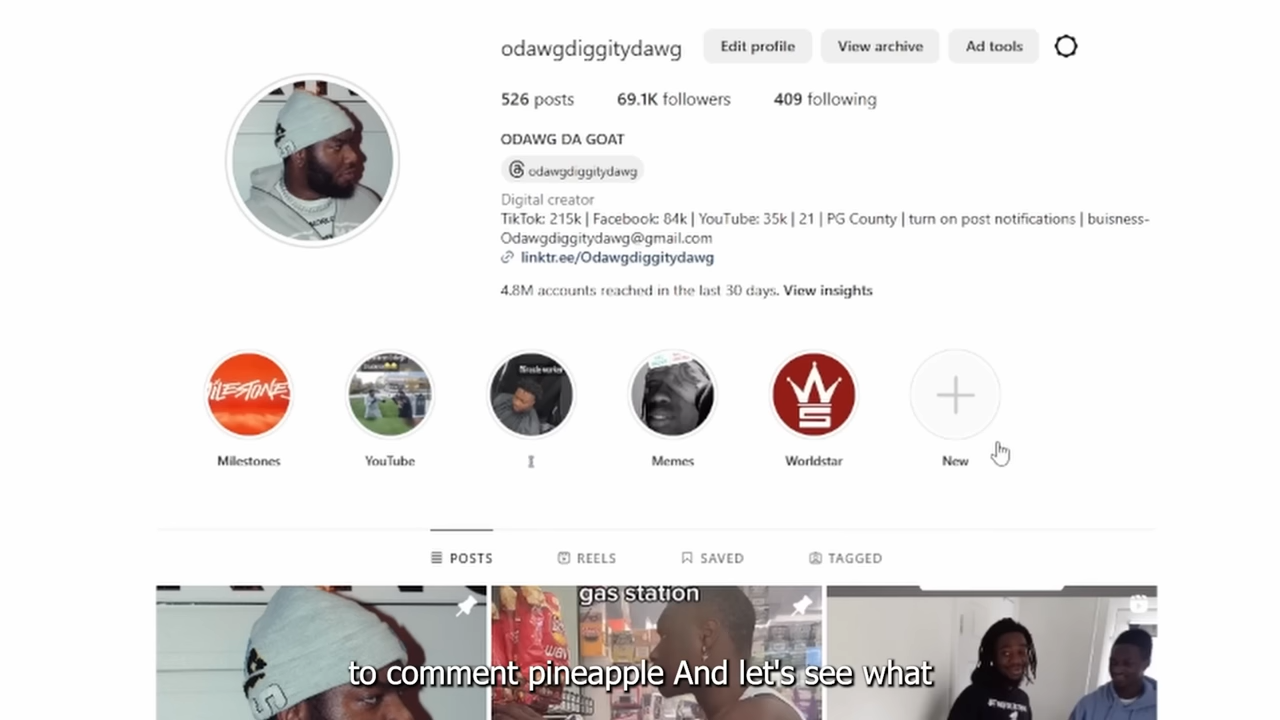 odawgdiggitydawg Edit profile View archive Ad tools
526 posts 69.1K followers 409 following
ODAWG DA GOAT
odawgdiggitydawg
Digital creator
TikTok: 215k | Facebook: 84k | YouTube: 35k | 21 | PG County | turn on post notifications | buisness-
Odawgdiggitydawg@gmail.com
linktr.ee/Odawgdiggitydawg
4.8M accounts reached in the last 30 days. View insights
MILESTONES
Milestones YouTube Memes Worldstar New
POSTS REELS SAVED TAGGED
gas station
to comment pineapple And let's see what